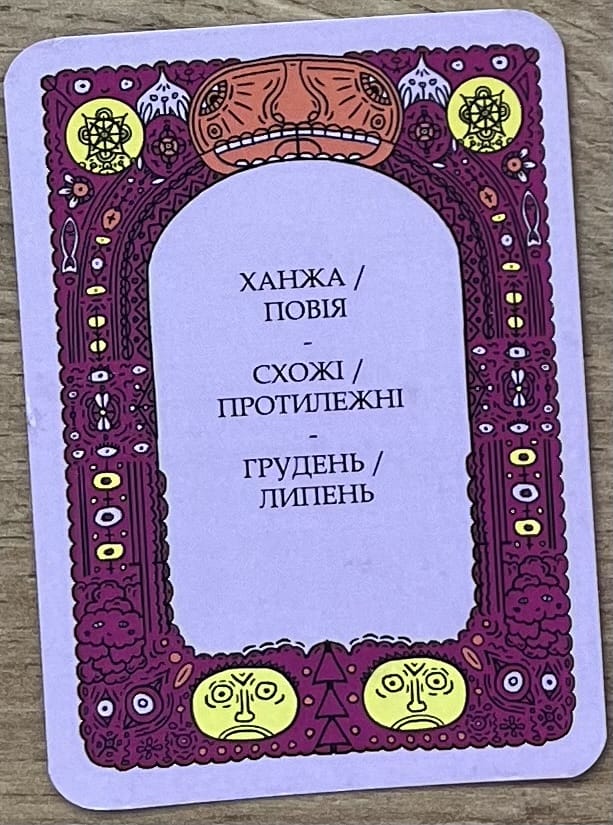 ХАНЖА /
ПОВІЯ
-
СХОЖІ /
ПРОТИЛЕЖНІ
-
ГРУДЕНЬ /
ЛИПЕНЬ